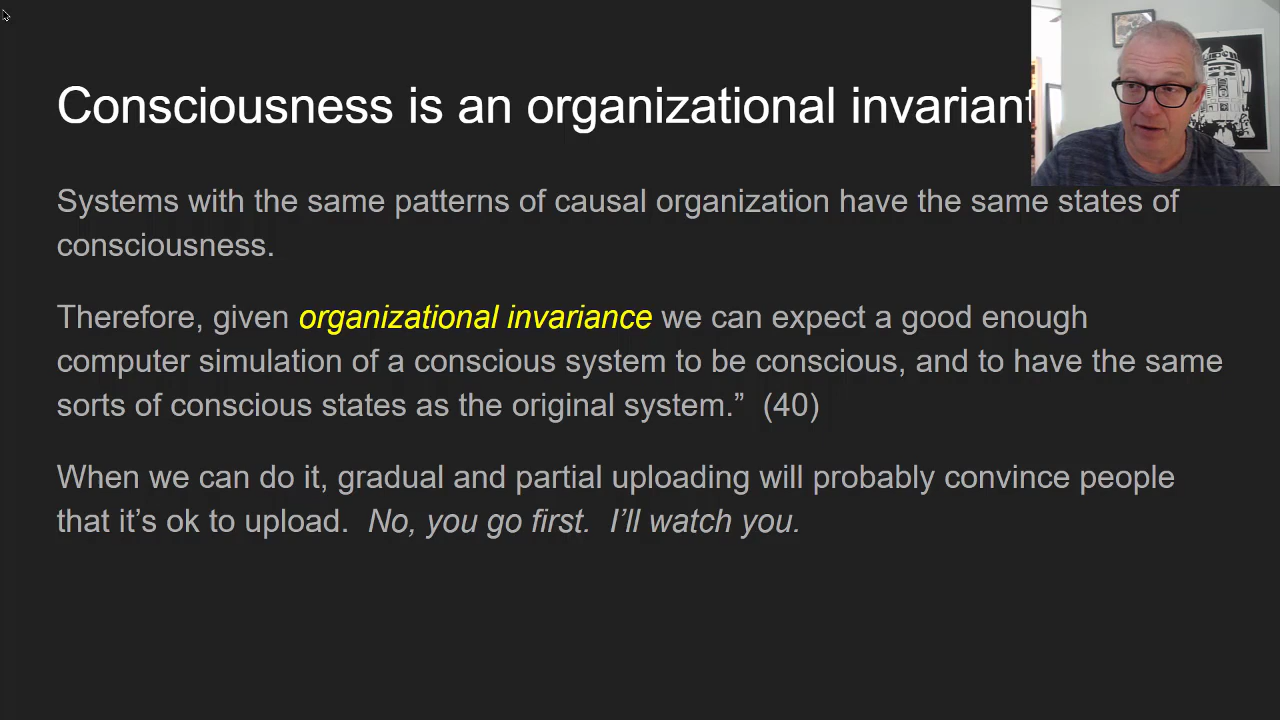 Consciousness is an organizational invariant
Systems with the same patterns of causal organization have the same states of
consciousness.
Therefore, given organizational invariance we can expect a good enough
computer simulation of a conscious system to be conscious, and to have the same
sorts of conscious states as the original system.” (40)
When we can do it, gradual and partial uploading will probably convince people
that it’s ok to upload. No, you go first. I’ll watch you.